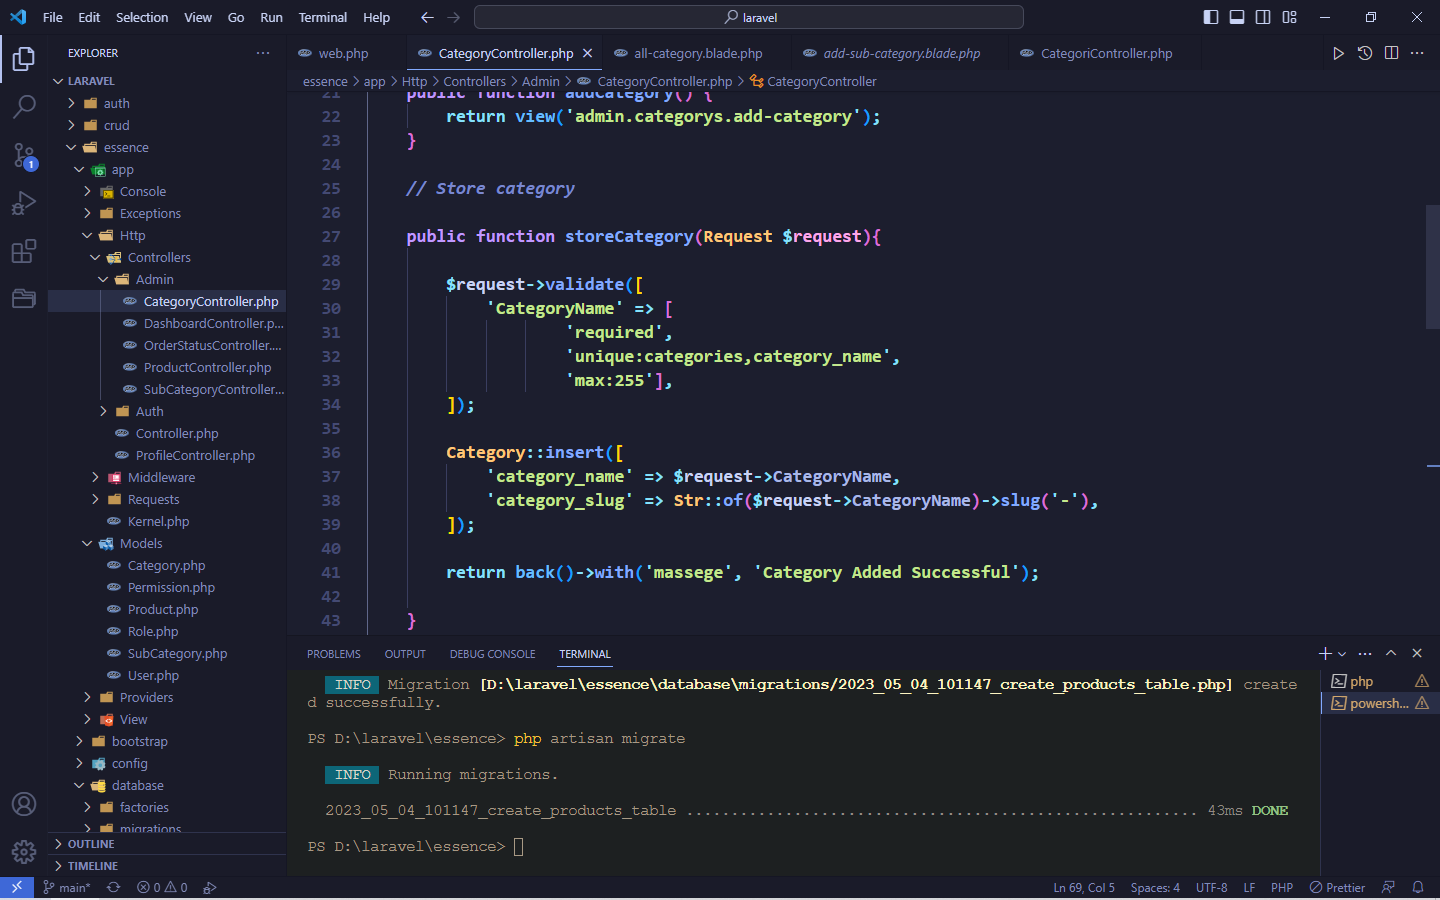 File Edit Selection View Go Run Terminal Help
laravel
EXPLORER
LARAVEL
auth
crud
essence
app
Console
Exceptions
Http
Controllers
Admin
CategoryController.php
DashboardController.p...
OrderStatusController....
ProductController.php
SubCategoryController...
Auth
Controller.php
ProfileController.php
Middleware
Requests
Kernel.php
Models
Category.php
Permission.php
Product.php
Role.php
SubCategory.php
User.php
Providers
View
bootstrap
config
database
factories
migrations
OUTLINE
TIMELINE
1
web.php CategoryController.php all-category.blade.php add-sub-category.blade.php CategoriController.php
essence > app > Http > Controllers > Admin > CategoryController.php > CategoryController
21 public function addCategory() {
22 return view('admin.categorys.add-category');
23 }
24
25 // Store category
26
27 public function storeCategory(Request $request){
28
29 $request->validate([
30 'CategoryName' => [
31 'required',
32 'unique:categories,category_name',
33 'max:255'],
34 ]);
35
36 Category::insert([
37 'category_name' => $request->CategoryName,
38 'category_slug' => Str::of($request->CategoryName)->slug('-'),
39 ]);
40
41 return back()->with('massege', 'Category Added Successful');
42
43 }
PROBLEMS OUTPUT DEBUG CONSOLE TERMINAL
INFO Migration [D:\laravel\essence\database\migrations/2023_05_04_101147_create_products_table.php] create
d successfully.
PS D:\laravel\essence> php artisan migrate
INFO Running migrations.
2023_05_04_101147_create_products_table ......................................................... 43ms DONE
PS D:\laravel\essence>
php
powersh...
main* 0 0 Ln 69, Col 5 Spaces: 4 UTF-8 LF PHP Prettier